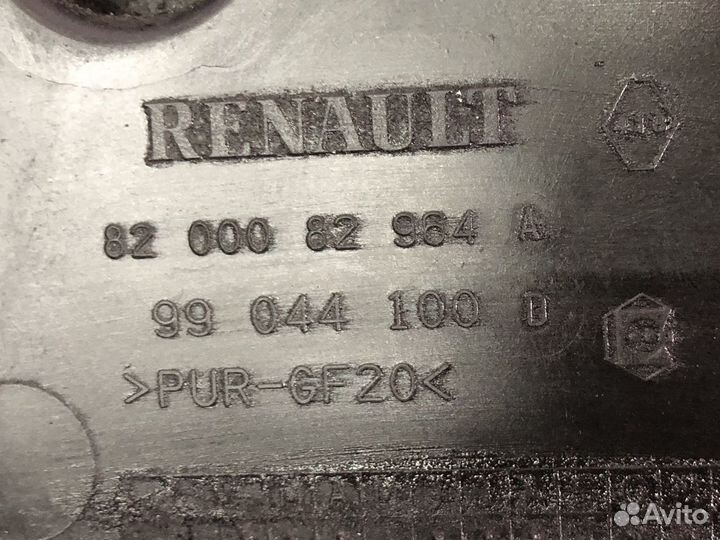 RENAULT
82 000 82 964 A
99 044 100 D
>PUR-GF20<
Avito